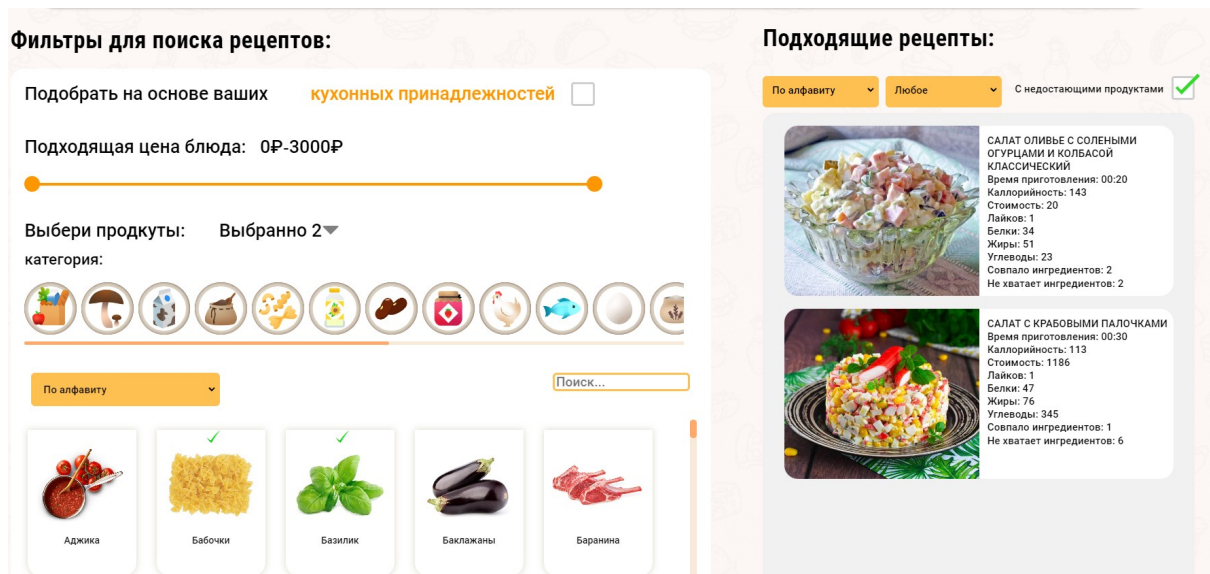 Фильтры для поиска рецептов:
Подобрать на основе ваших кухонных принадлежностей
Подходящая цена блюда: 0₽-3000₽
Выбери продкуты: Выбранно 2
категория:
По алфавиту
Поиск...
Аджика
Бабочки
Базилик
Баклажаны
Баранина
Подходящие рецепты:
По алфавиту
Любое
С недостающими продуктами
САЛАТ ОЛИВЬЕ С СОЛЕНЫМИ
ОГУРЦАМИ И КОЛБАСОЙ
КЛАССИЧЕСКИЙ
Время приготовления: 00:20
Каллорийность: 143
Стоимость: 20
Лайков: 1
Белки: 34
Жиры: 51
Углеводы: 23
Совпало ингредиентов: 2
Не хватает ингредиентов: 2
САЛАТ С КРАБОВЫМИ ПАЛОЧКАМИ
Время приготовления: 00:30
Каллорийность: 113
Стоимость: 1186
Лайков: 1
Белки: 47
Жиры: 76
Углеводы: 345
Совпало ингредиентов: 1
Не хватает ингредиентов: 6